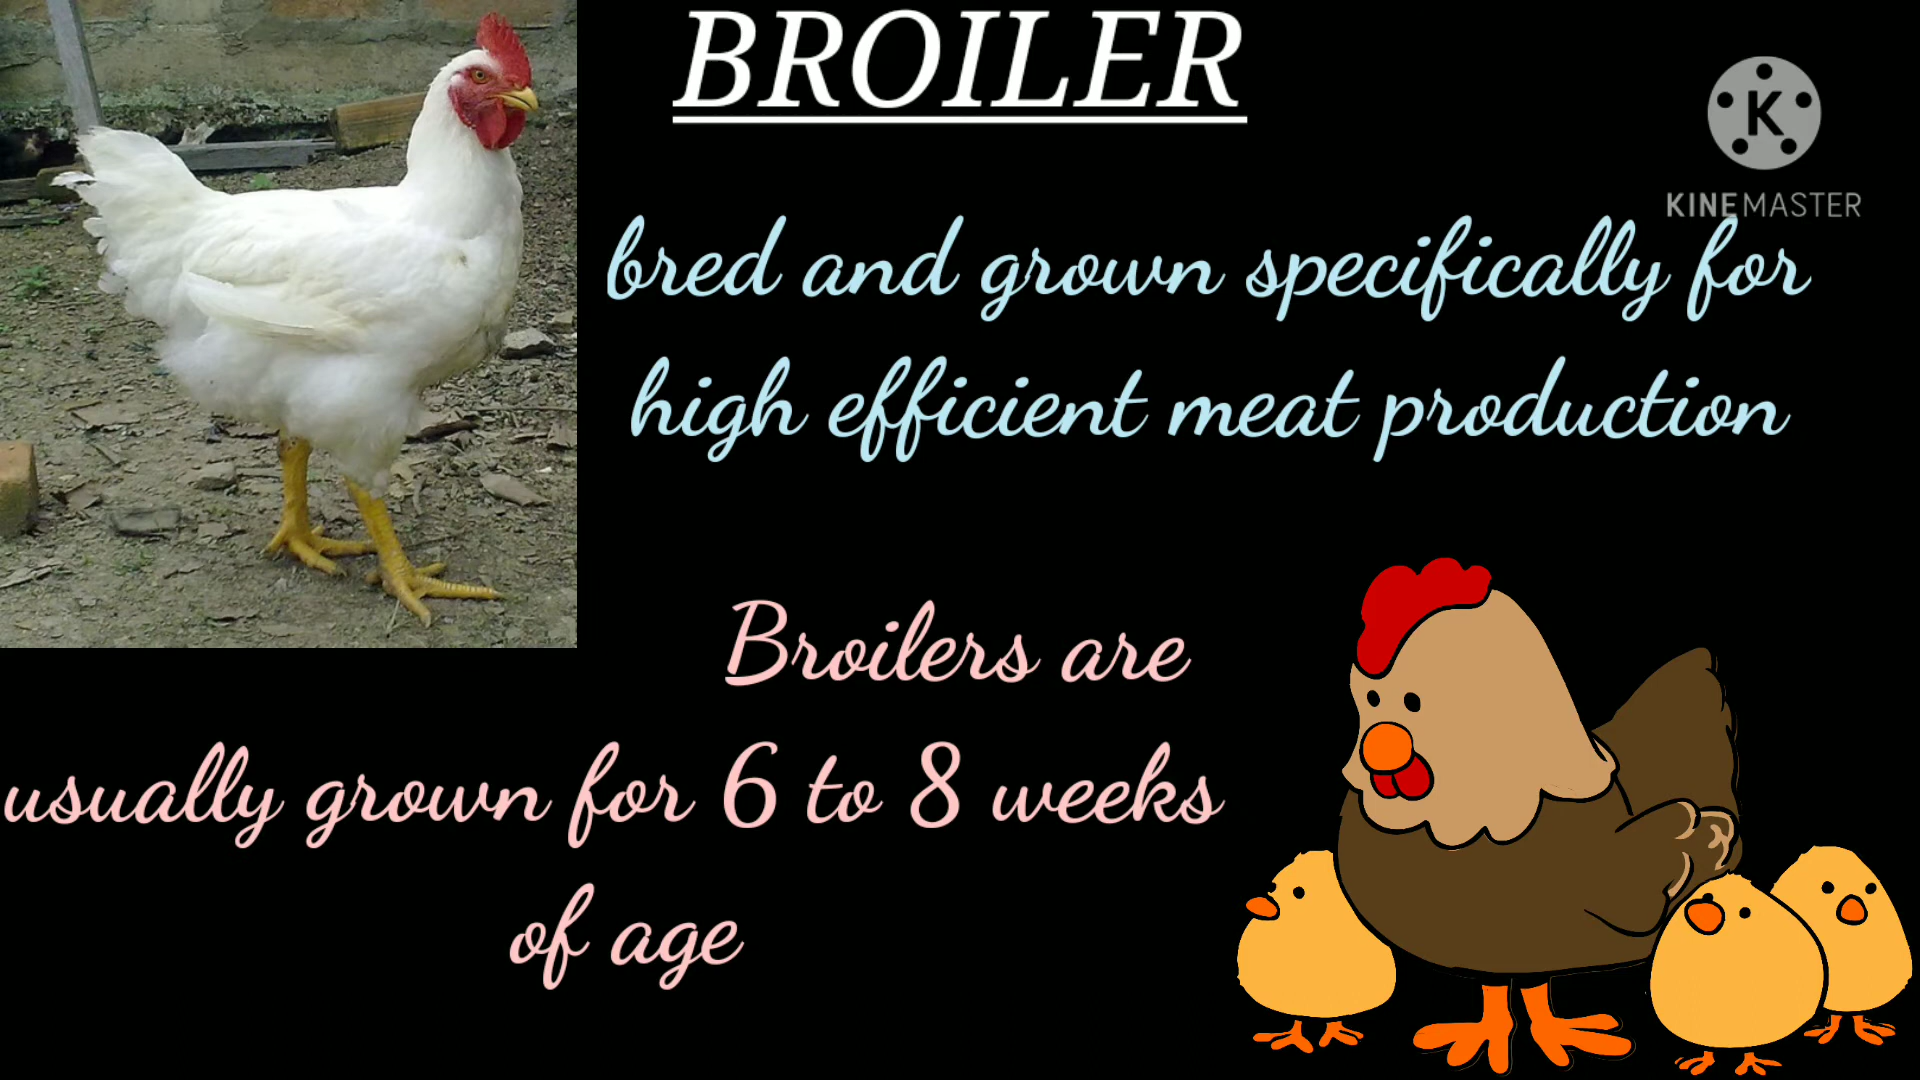 BROILER
K
KINEMASTER
bred and grown specifically for
high efficient meat production
Broilers are
usually grown for 6 to 8 weeks
of age